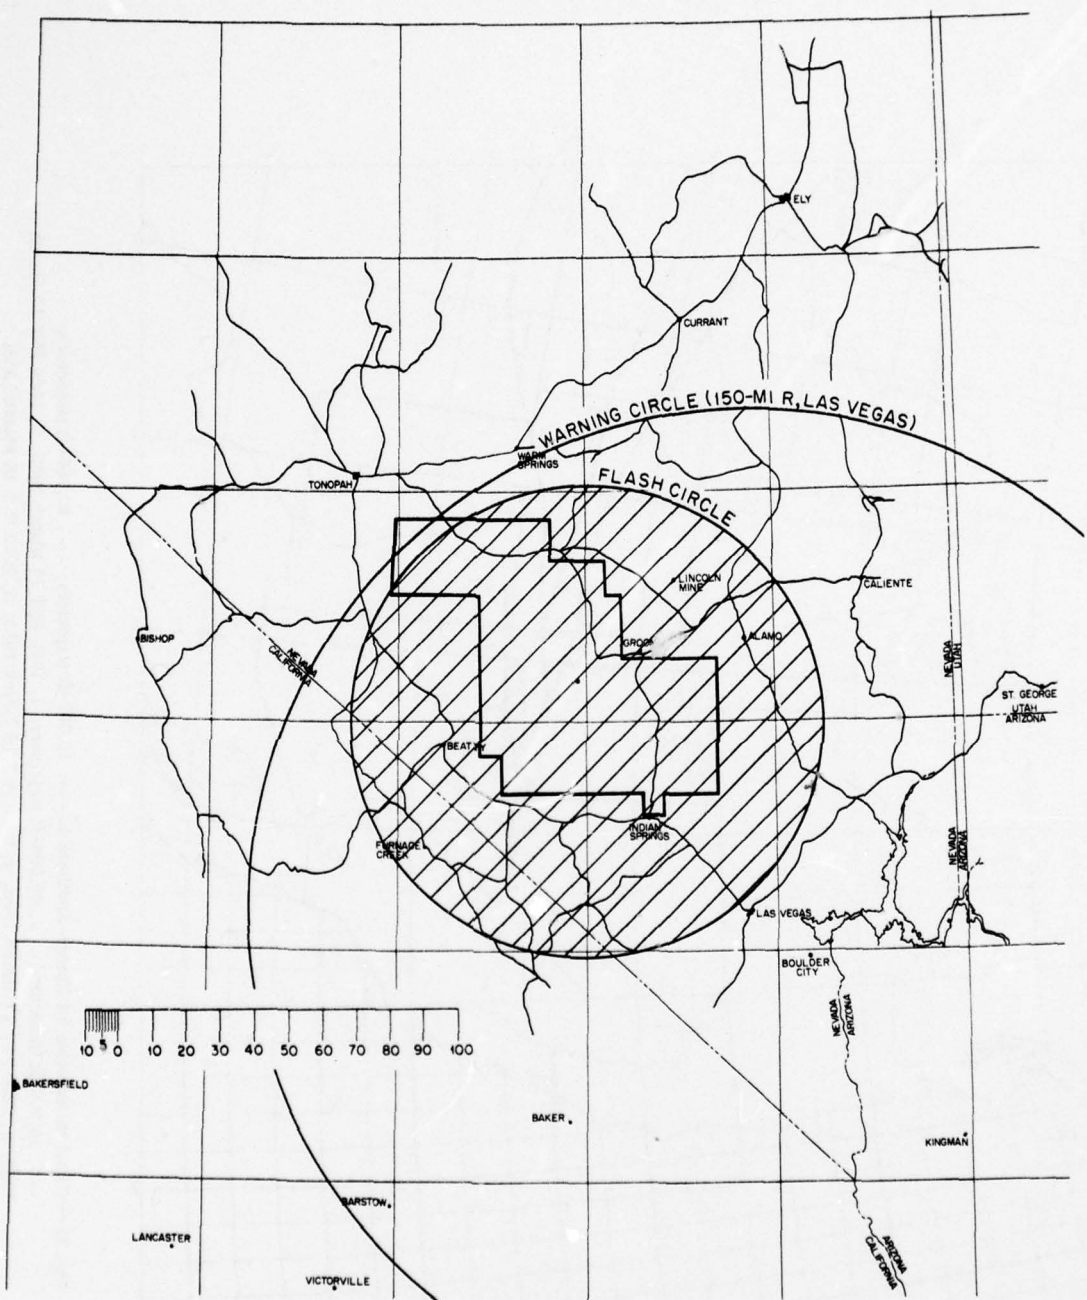 ELY
CURRANT
WARNING CIRCLE (150-MI R, LAS VEGAS)
WARM
SPRINGS
FLASH CIRCLE
TONOPAH
LINCOLN
MINE
CALIENTE
BISHOP
GROOM
ALAMO
NEVADA
CALIFORNIA
NEVADA
UTAH
ST. GEORGE
UTAH
ARIZONA
BEATTY
INDIAN
SPRINGS
FURNACE
CREEK
NEVADA
ARIZONA
LAS VEGAS
BOULDER
CITY
NEVADA
ARIZONA
10 5 0 10 20 30 40 50 60 70 80 90 100
BAKERSFIELD
BAKER
KINGMAN
BARSTOW
LANCASTER
ARIZONA
CALIFORNIA
VICTORVILLE